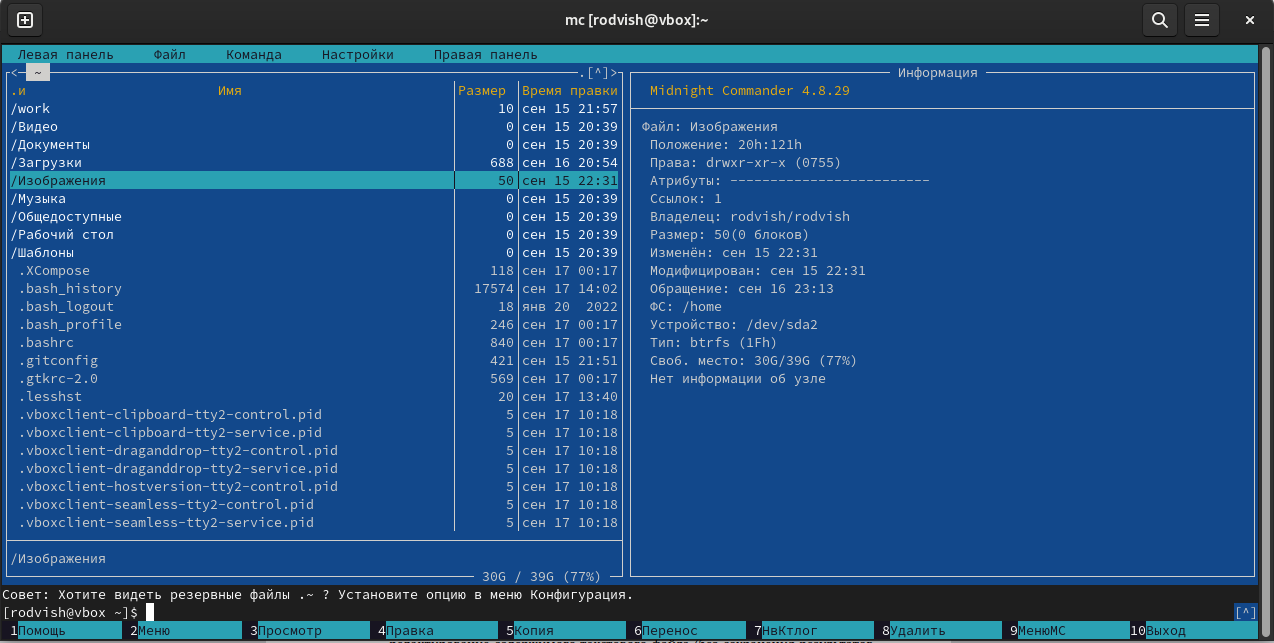 mc [rodvish@vbox]:~
Левая панель Файл Команда Настройки Правая панель
<- ~ .[^]>
.и Имя Размер Время правки
/work 10 сен 15 21:57
/Видео 0 сен 15 20:39
/Документы 0 сен 15 20:39
/Загрузки 688 сен 16 20:54
/Изображения 50 сен 15 22:31
/Музыка 0 сен 15 20:39
/Общедоступные 0 сен 15 20:39
/Рабочий стол 0 сен 15 20:39
/Шаблоны 0 сен 15 20:39
.XCompose 118 сен 17 00:17
.bash_history 17574 сен 17 14:02
.bash_logout 18 янв 20 2022
.bash_profile 246 сен 17 00:17
.bashrc 840 сен 17 00:17
.gitconfig 421 сен 15 21:51
.gtkrc-2.0 569 сен 17 00:17
.lesshst 20 сен 17 13:40
.vboxclient-clipboard-tty2-control.pid 5 сен 17 10:18
.vboxclient-clipboard-tty2-service.pid 5 сен 17 10:18
.vboxclient-draganddrop-tty2-control.pid 5 сен 17 10:18
.vboxclient-draganddrop-tty2-service.pid 5 сен 17 10:18
.vboxclient-hostversion-tty2-control.pid 5 сен 17 10:18
.vboxclient-seamless-tty2-control.pid 5 сен 17 10:18
.vboxclient-seamless-tty2-service.pid 5 сен 17 10:18
/Изображения
30G / 39G (77%)
Информация
Midnight Commander 4.8.29
Файл: Изображения
Положение: 20h:121h
Права: drwxr-xr-x (0755)
Атрибуты: -------------------------
Ссылок: 1
Владелец: rodvish/rodvish
Размер: 50(0 блоков)
Изменён: сен 15 22:31
Модифицирован: сен 15 22:31
Обращение: сен 16 23:13
ФС: /home
Устройство: /dev/sda2
Тип: btrfs (1Fh)
Своб. место: 30G/39G (77%)
Нет информации об узле
Совет: Хотите видеть резервные файлы .~ ? Установите опцию в меню Конфигурация.
[rodvish@vbox ~]$ [^]
1Помощь 2Меню 3Просмотр 4Правка 5Копия 6Перенос 7НвКтлог 8Удалить 9МенюMC 10Выход